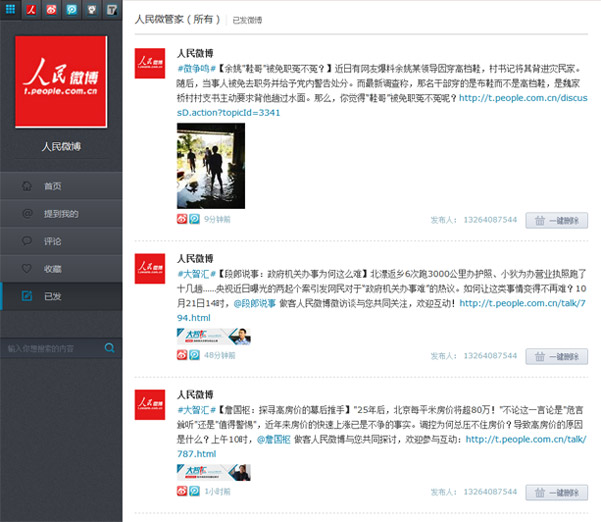 人民微博
t.people.com.cn
人民微博
首页
提到我的
评论
收藏
已发
输入你想搜索的内容
人民微管家（所有） 已发微博
人民微博
#微争鸣#【余姚“鞋哥”被免职冤不冤？】近日有网友爆料余姚某领导因穿高档鞋，村书记将其背进灾民家。
随后，当事人被免去职务并给予党内警告处分。而最新调查称，那名干部穿的是布鞋而不是高档鞋，是魏家
桥村村支书主动要求背他趟过水面。那么，你觉得“鞋哥”被免职冤不冤呢？http://t.people.com.cn/discus
sD.action?topicId=3341
9分钟前
发布人： 13264087544 一键删除
人民微博
#大智汇#【段郎说事：政府机关办事为何这么难】北漂返乡6次跑3000公里办护照、小伙为办营业执照跑了
十几趟……央视近日曝光的两起个案引发网民对于“政府机关办事难”的热议。如何让这类事情变得不再难？10
月21日14时，@段郎说事 做客人民微博微访谈与您共同关注，欢迎互动！http://t.people.com.cn/talk/7
94.html
大智汇
48分钟前
发布人： 13264087544 一键删除
人民微博
#大智汇#【詹国枢：探寻高房价的幕后推手】“25年后，北京每平米房价将超80万！”不论这一言论是“危言
耸听”还是“值得警惕”，近年来房价的快速上涨已是不争的事实。调控为何总压不住房价？导致高房价的原因
是什么？上午10时，@詹国枢 做客人民微博与您共同探讨，欢迎参与互动：http://t.people.com.cn/talk/
787.html
大智汇
1小时前
发布人： 13264087544 一键删除